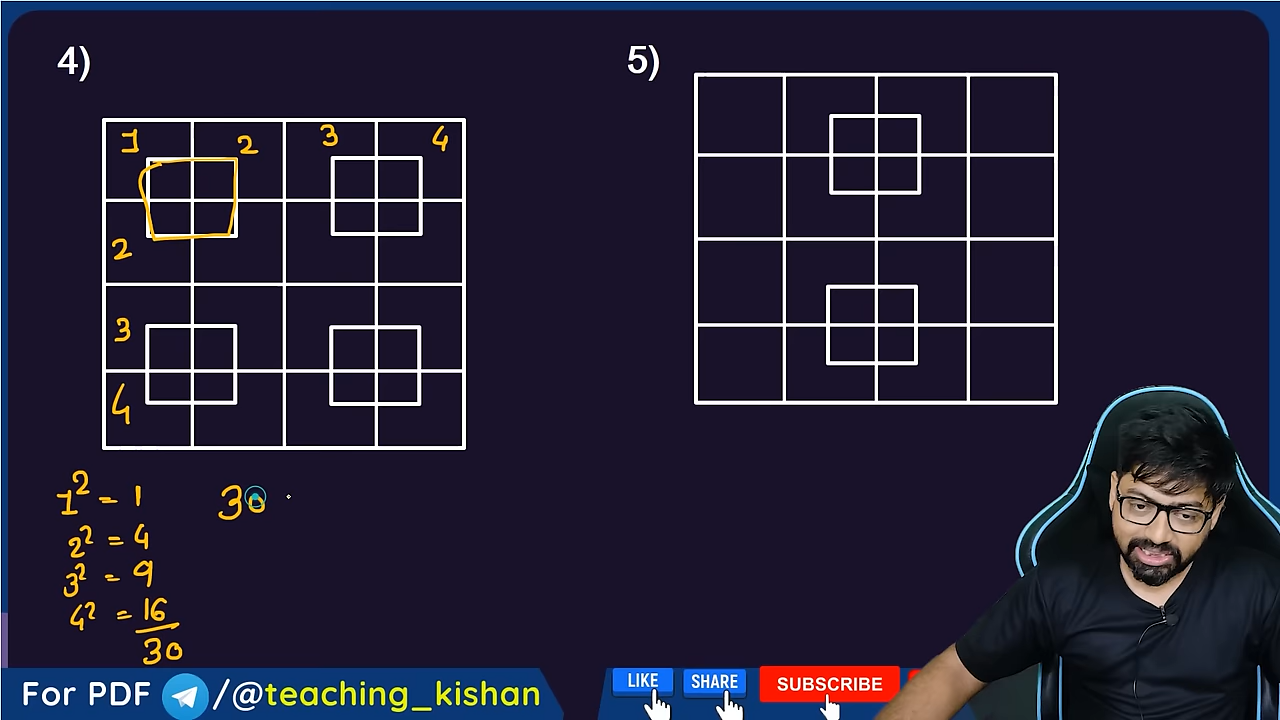 4)
5)
1 2 3 4
2
3
4
1² = 1
2² = 4
3² = 9
4² = 16
30
30
For PDF /@teaching_kishan
LIKE
SHARE
SUBSCRIBE